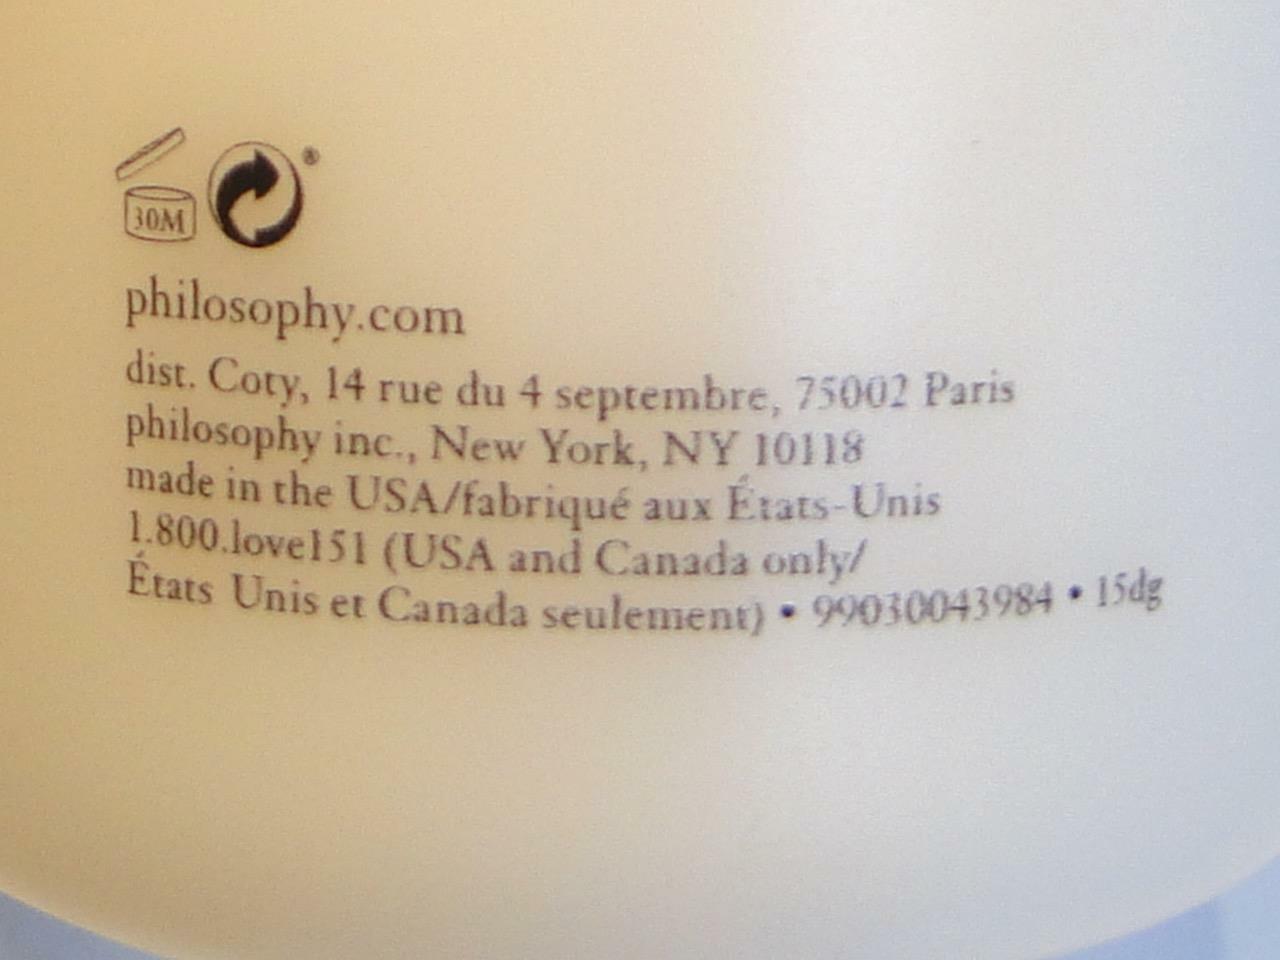 30M ®
philosophy.com
dist. Coty, 14 rue du 4 septembre, 75002 Paris
philosophy inc., New York, NY 10118
made in the USA/fabriqué aux États-Unis
1.800.love151 (USA and Canada only/
États Unis et Canada seulement) • 99030043984 • 15dg